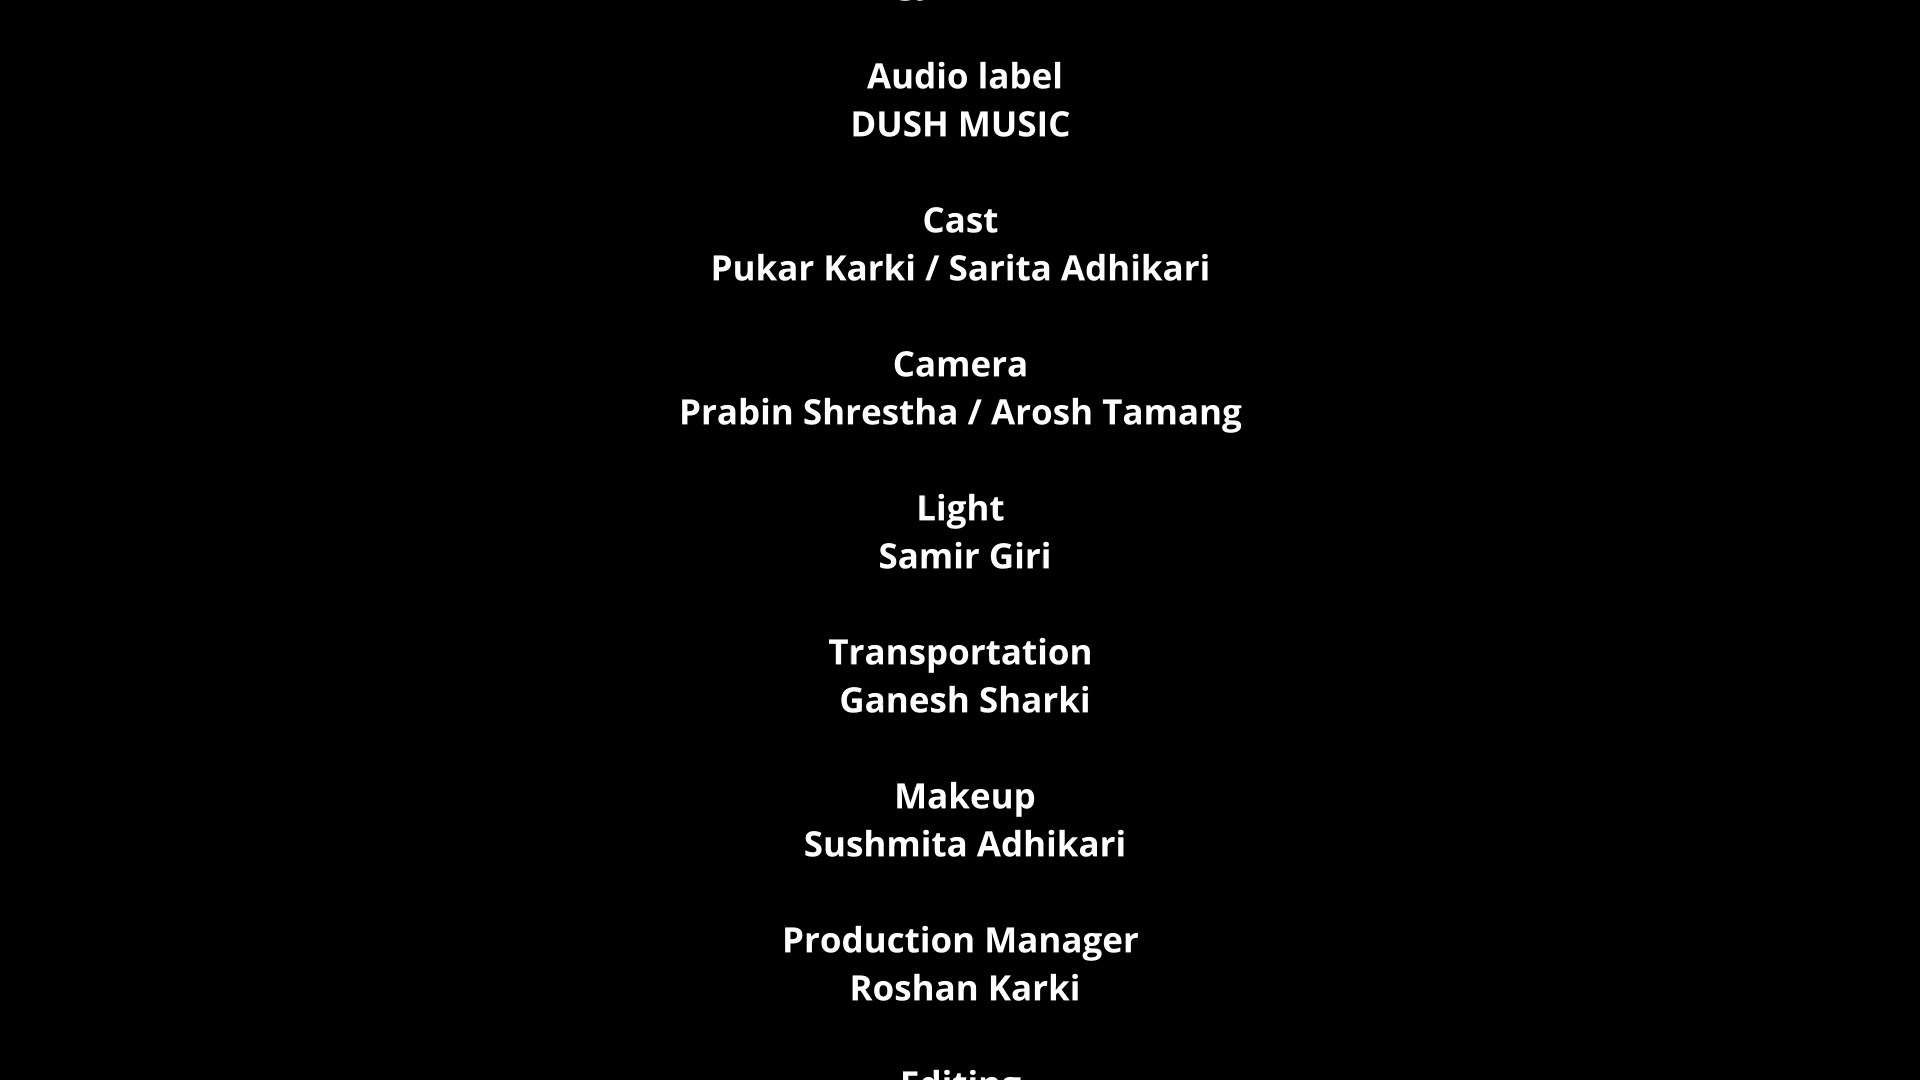 Audio label
DUSH MUSIC
Cast
Pukar Karki / Sarita Adhikari
Camera
Prabin Shrestha / Arosh Tamang
Light
Samir Giri
Transportation
Ganesh Sharki
Makeup
Sushmita Adhikari
Production Manager
Roshan Karki
Editing